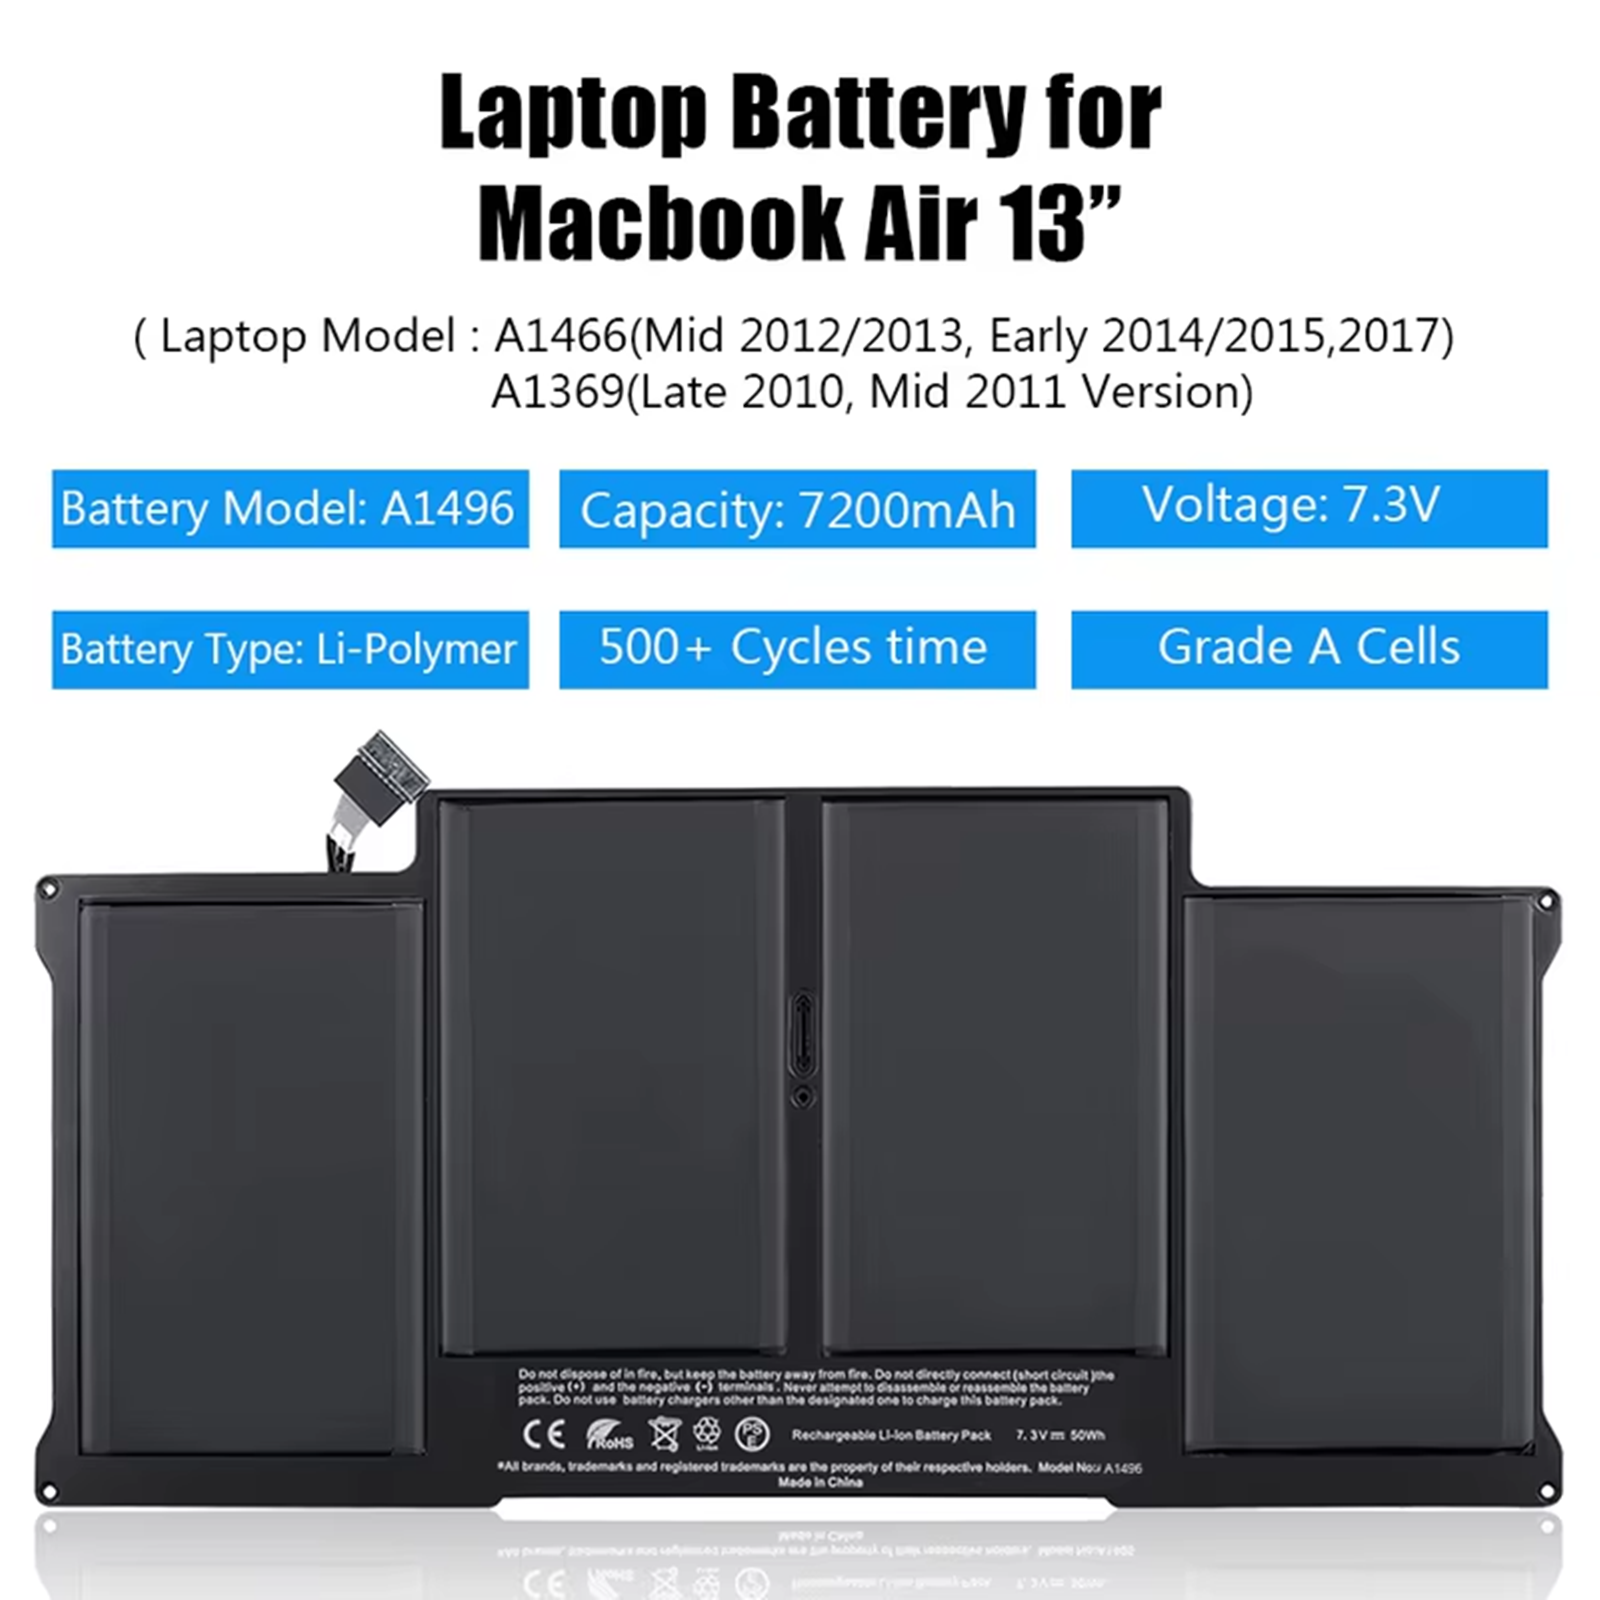 Laptop Battery for
Macbook Air 13”
( Laptop Model : A1466(Mid 2012/2013, Early 2014/2015,2017)
A1369(Late 2010, Mid 2011 Version)
Battery Model: A1496
Capacity: 7200mAh
Voltage: 7.3V
Battery Type: Li-Polymer
500+ Cycles time
Grade A Cells
Do not dispose of in fire, but keep the battery away from fire. Do not directly connect (short circuit )the
positive (+) and the negative (-) terminals . Never attempt to disassemble or reassemble the battery
pack. Do not use battery chargers other than the designated one to charge this battery pack.
CE RoHS Li-ion PS E Rechargeable Li-ion Battery Pack 7. 3V 50Wh
*All brands, trademarks and registered trademarks are the property of their respective holders. Model No: A1496
Made in China